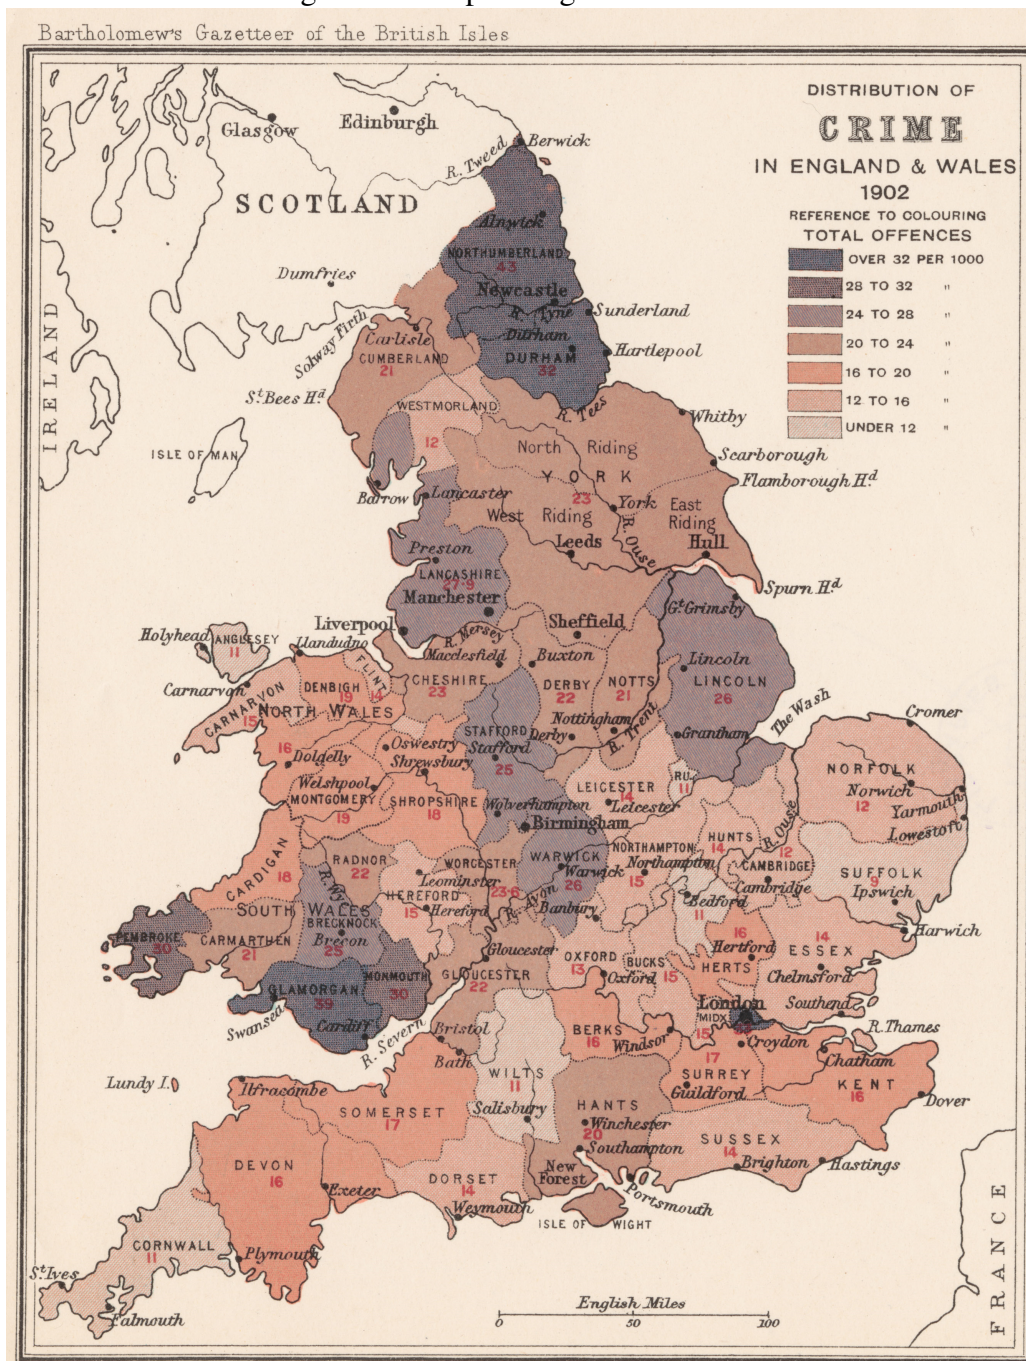 Bartholomew's Gazetteer of the British Isles
DISTRIBUTION OF
CRIME
IN ENGLAND & WALES
1902
REFERENCE TO COLOURING
TOTAL OFFENCES
OVER 32 PER 1000
28 TO 32 "
24 TO 28 "
20 TO 24 "
16 TO 20 "
12 TO 16 "
UNDER 12 "
Glasgow
Edinburgh
R. Tweed
Berwick
SCOTLAND
Alnwick
NORTHUMBERLAND
43
Dumfries
Newcastle
R. Tyne
Sunderland
Solway Firth
Carlisle
CUMBERLAND
21
Durham
DURHAM
32
Hartlepool
IRELAND
St. Bees Hd.
WESTMORLAND
12
R. Tees
Whitby
ISLE OF MAN
North Riding
YORK
23
Scarborough
Flamborough Hd.
Barrow
Lancaster
West Riding
York
East Riding
R. Ouse
Leeds
Hull
Preston
LANCASHIRE
27·9
Manchester
Spurn Hd.
Gt. Grimsby
Liverpool
R. Mersey
Sheffield
Holyhead
ANGLESEY
11
Llandudno
Macclesfield
Buxton
Lincoln
LINCOLN
26
Carnarvon
CARNARVON
15
DENBIGH
19
FLINT
14
CHESHIRE
23
DERBY
22
NOTTS
21
NORTH WALES
Nottingham
Derby
R. Trent
Grantham
The Wash
Cromer
STAFFORD
Stafford
25
16
Dolgelly
Oswestry
Shrewsbury
Welshpool
MONTGOMERY
19
SHROPSHIRE
18
LEICESTER
14
Leicester
RU.
11
NORFOLK
Norwich
12
Yarmouth
Lowestoft
Wolverhampton
Birmingham
R. Ouse
HUNTS
14
CARDIGAN
18
RADNOR
22
WORCESTER
23·6
WARWICK
Warwick
26
NORTHAMPTON
Northampton
15
CAMBRIDGE
12
Cambridge
SUFFOLK
9
Ipswich
R. Wye
Leominster
HEREFORD
15
Hereford
R. Avon
Banbury
Bedford
11
Harwich
SOUTH WALES
PEMBROKE
30
CARMARTHEN
21
BRECKNOCK
Brecon
25
MONMOUTH
30
Gloucester
GLOUCESTER
22
OXFORD
13
Oxford
BUCKS
15
16
Hertford
HERTS
14
ESSEX
Chelmsford
GLAMORGAN
39
Swansea
Cardiff
R. Severn
Bristol
Bath
London
MIDX
15
Southend
R. Thames
BERKS
16
Windsor
Croydon
Chatham
Lundy I.
Ilfracombe
SOMERSET
17
WILTS
11
Salisbury
17
SURREY
Guildford
KENT
16
Dover
HANTS
Winchester
20
Southampton
SUSSEX
14
Brighton
Hastings
DEVON
16
Exeter
DORSET
14
Weymouth
New Forest
Portsmouth
ISLE OF WIGHT
CORNWALL
11
Plymouth
St. Ives
Falmouth
FRANCE
English Miles
0 50 100